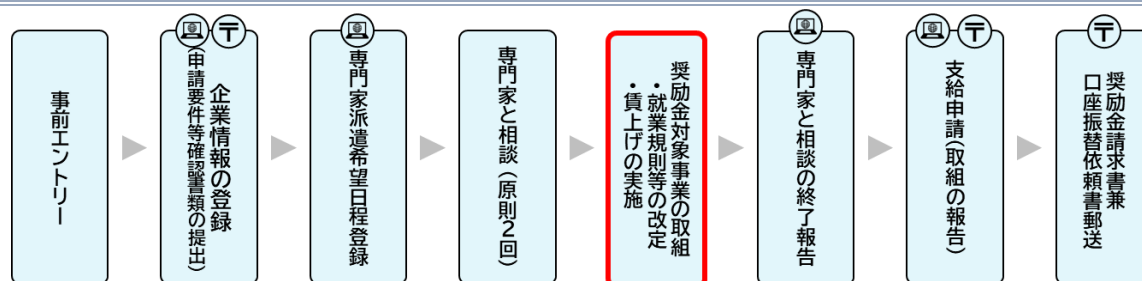 事前エントリー
〒
企業情報の登録
(申請要件等確認書類の提出)
専門家派遣希望日程登録
専門家と相談（原則２回）
奨励金対象事業の取組
・就業規則等の改定
・賃上げの実施
専門家と相談の終了報告
〒
支給申請(取組の報告)
〒
奨励金請求書兼
口座振替依頼書郵送